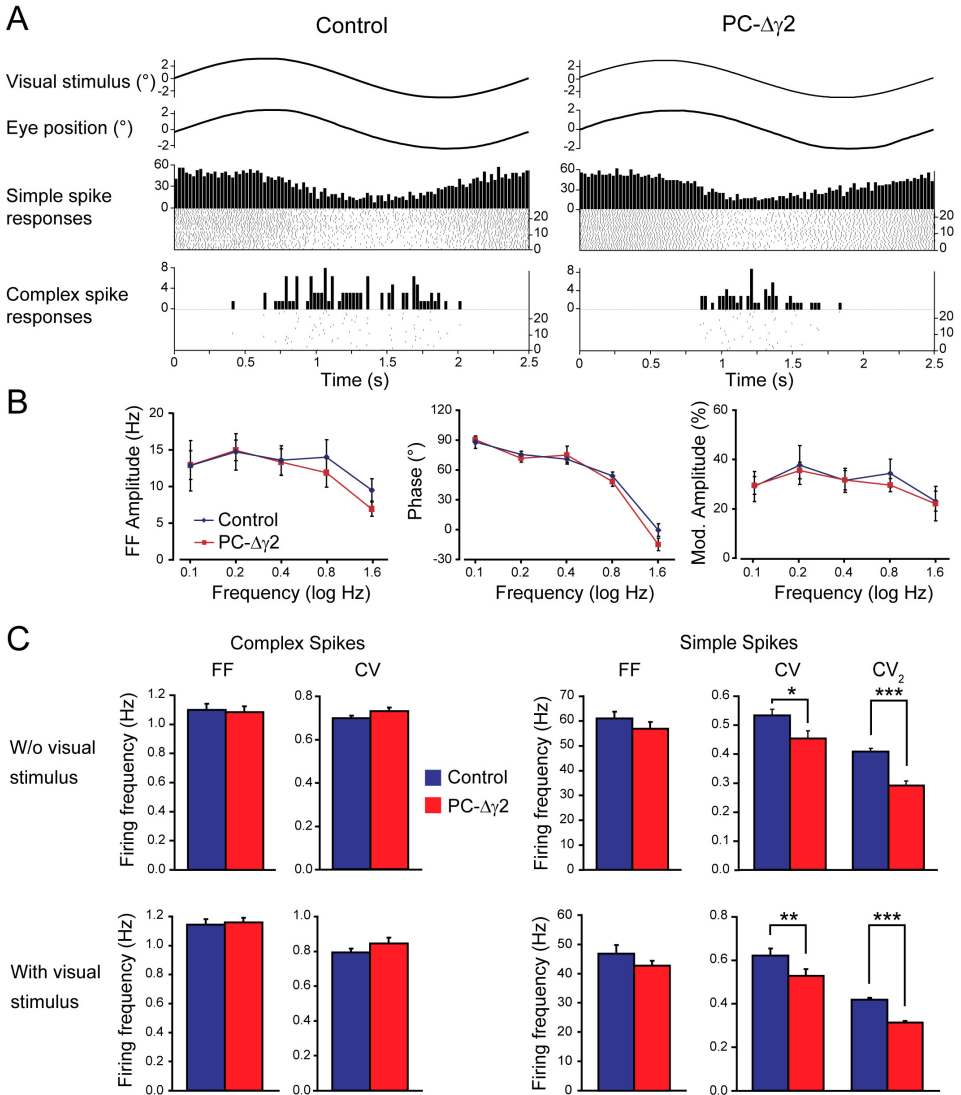 A
Control
PC-Δγ2
Visual stimulus (°)
2
0
-2
2
0
-2
Eye position (°)
2
0
-2
2
0
-2
Simple spike
responses
60
30
0
20
10
0
60
30
0
20
10
0
Complex spike
responses
8
4
0
20
10
0
8
4
0
20
10
0
0 0.5 1 1.5 2 2.5
0 0.5 1 1.5 2 2.5
Time (s)
Time (s)
B
FF Amplitude (Hz)
20
15
10
5
0
Control
PC-Δγ2
0.1 0.2 0.4 0.8 1.6
Frequency (log Hz)
Phase (°)
120
90
60
30
0
-30
0.1 0.2 0.4 0.8 1.6
Frequency (log Hz)
Mod. Amplitude (%)
60
40
20
0
0.1 0.2 0.4 0.8 1.6
Frequency (log Hz)
C
Complex Spikes
Simple Spikes
FF
CV
FF
CV
CV2
W/o visual
stimulus
Firing frequency (Hz)
1.2
1.0
0.8
0.6
0.4
0.2
0.0
0.8
0.6
0.4
0.2
0.0
Control
PC-Δγ2
Firing frequency (Hz)
70
60
50
40
30
20
10
0
0.6
0.5
0.4
0.3
0.2
0.1
0.0
*
***
With visual
stimulus
Firing frequency (Hz)
1.2
1.0
0.8
0.6
0.4
0.2
0.0
1.0
0.8
0.6
0.4
0.2
0.0
Firing frequency (Hz)
60
50
40
30
20
10
0
0.8
0.6
0.4
0.2
0.0
**
***